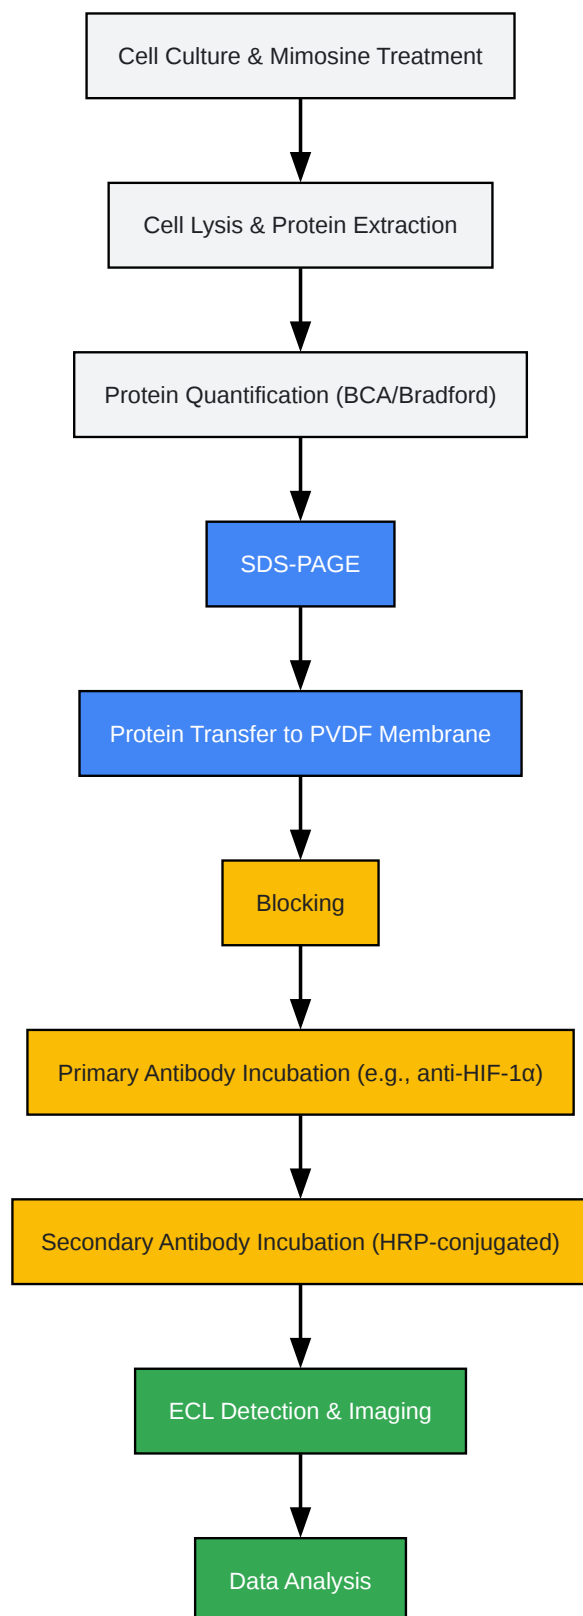 Cell Culture & Mimosine Treatment
Cell Lysis & Protein Extraction
Protein Quantification (BCA/Bradford)
SDS-PAGE
Protein Transfer to PVDF Membrane
Blocking
Primary Antibody Incubation (e.g., anti-HIF-1α)
Secondary Antibody Incubation (HRP-conjugated)
ECL Detection & Imaging
Data Analysis